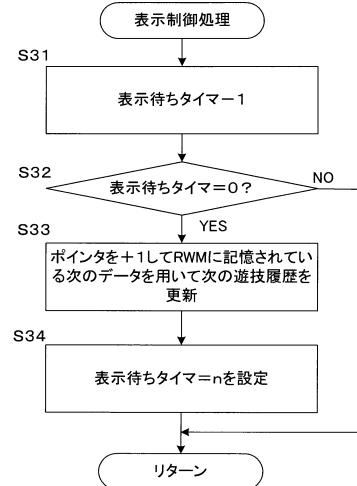 表示制御処理
S31
表示待ちタイマー1
S32
表示待ちタイマ=0?
NO
YES
S33
ポインタを+1してRWMに記憶されてい
る次のデータを用いて次の遊技履歴を
更新
S34
表示待ちタイマ=nを設定
リターン